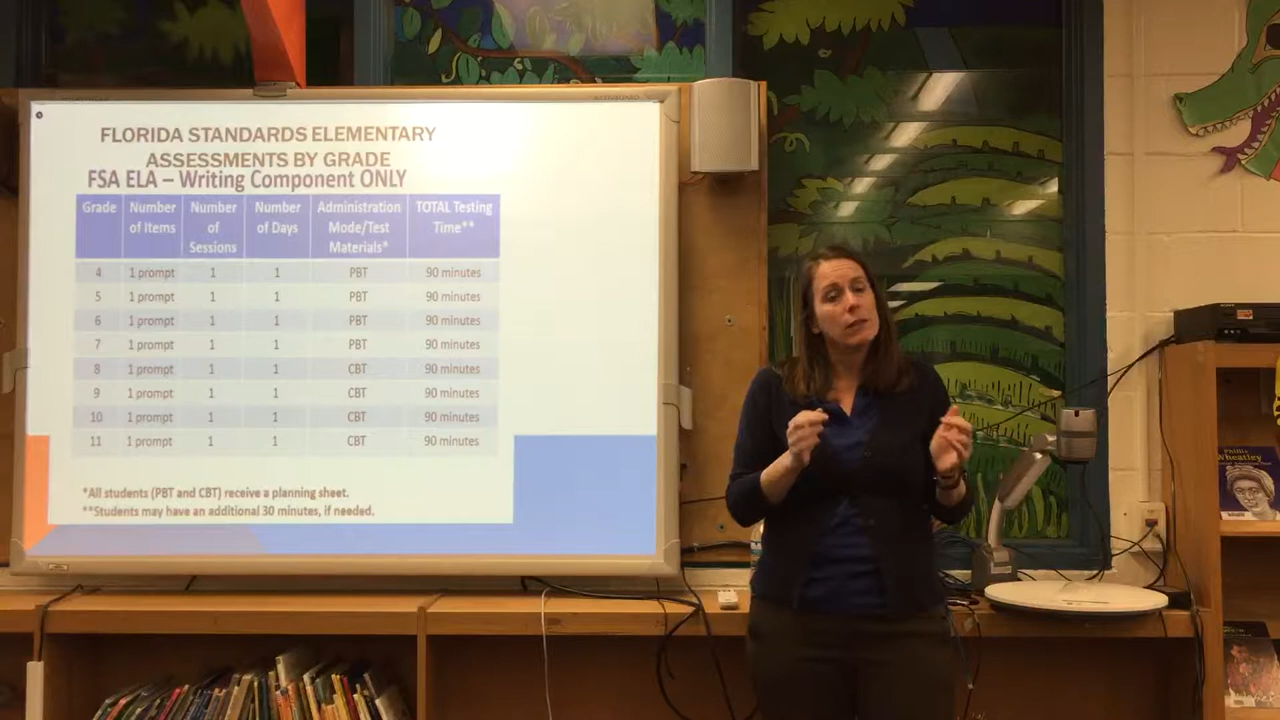 FLORIDA STANDARDS ELEMENTARY
ASSESSMENTS BY GRADE
FSA ELA – Writing Component ONLY
Grade Number of Items Number of Sessions Number of Days Administration Mode/Test Materials* TOTAL Testing Time**
4 1 prompt 1 1 PBT 90 minutes
5 1 prompt 1 1 PBT 90 minutes
6 1 prompt 1 1 PBT 90 minutes
7 1 prompt 1 1 PBT 90 minutes
8 1 prompt 1 1 CBT 90 minutes
9 1 prompt 1 1 CBT 90 minutes
10 1 prompt 1 1 CBT 90 minutes
11 1 prompt 1 1 CBT 90 minutes
*All students (PBT and CBT) receive a planning sheet.
**Students may have an additional 30 minutes, if needed.
Phillis
Wheatley